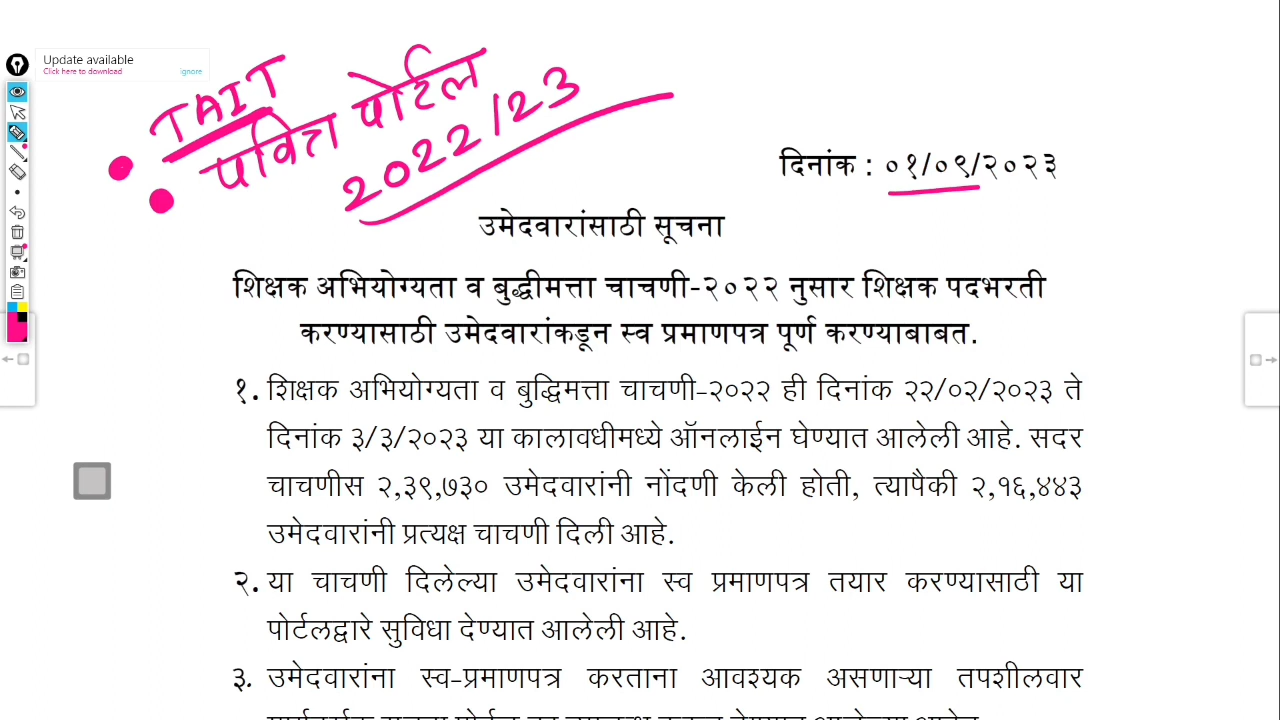 Update available
Click here to download
ignore
TAIT
पवित्र पोर्टल
2022/23
दिनांक : ०१/०९/२०२३
उमेदवारांसाठी सूचना
शिक्षक अभियोग्यता व बुद्धीमत्ता चाचणी-२०२२ नुसार शिक्षक पदभरती
करण्यासाठी उमेदवारांकडून स्व प्रमाणपत्र पूर्ण करण्याबाबत.
१. शिक्षक अभियोग्यता व बुद्धिमत्ता चाचणी-२०२२ ही दिनांक २२/०२/२०२३ ते
दिनांक ३/३/२०२३ या कालावधीमध्ये ऑनलाईन घेण्यात आलेली आहे. सदर
चाचणीस २,३९,७३० उमेदवारांनी नोंदणी केली होती, त्यापैकी २,१६,४४३
उमेदवारांनी प्रत्यक्ष चाचणी दिली आहे.
२. या चाचणी दिलेल्या उमेदवारांना स्व प्रमाणपत्र तयार करण्यासाठी या
पोर्टलद्वारे सुविधा देण्यात आलेली आहे.
३. उमेदवारांना स्व-प्रमाणपत्र करताना आवश्यक असणाऱ्या तपशीलवार